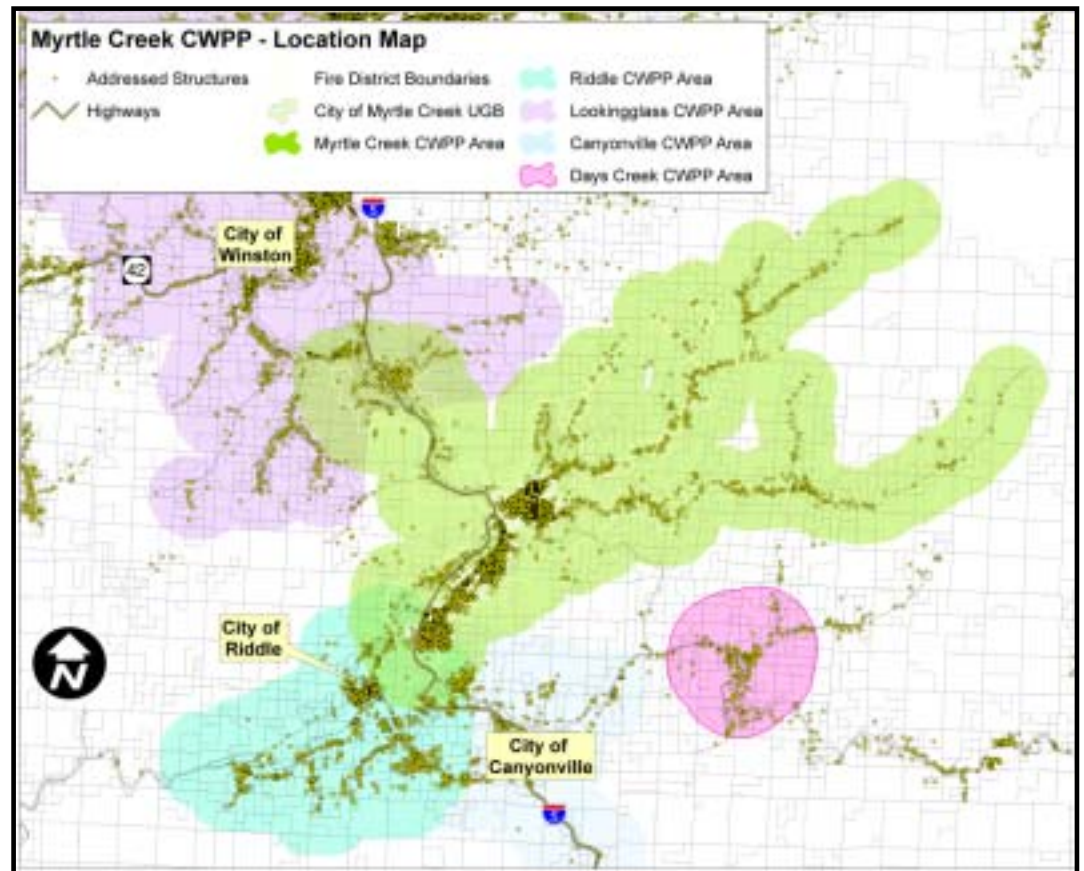 Myrtle Creek CWPP - Location Map
Addressed Structures
Highways
Fire District Boundaries
City of Myrtle Creek UGB
Myrtle Creek CWPP Area
Riddle CWPP Area
Lookingglass CWPP Area
Canyonville CWPP Area
Days Creek CWPP Area
5
City of
Winston
42
City of
Riddle
N
City of
Canyonville
5